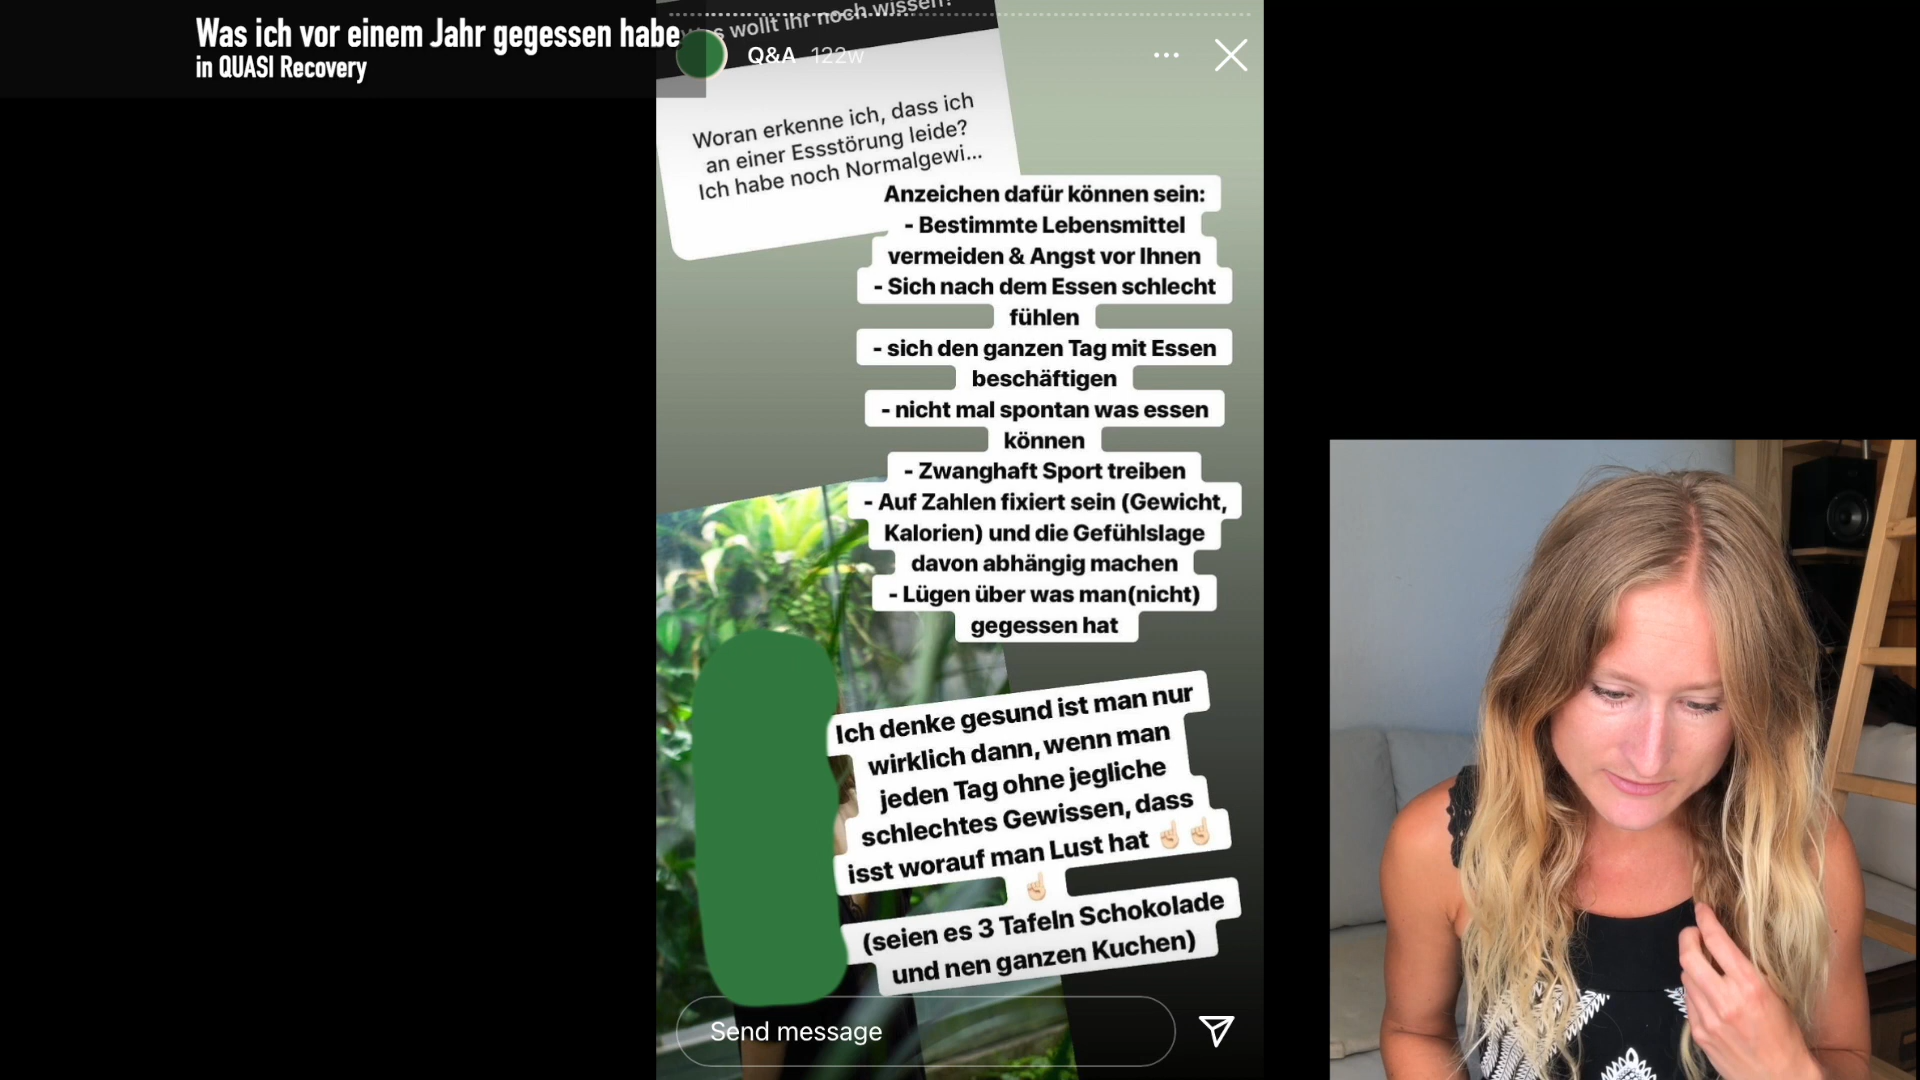 Was ich vor einem Jahr gegessen habe
in QUASI Recovery
wollt ihr noch wissen?
Q&A 122w
Woran erkenne ich, dass ich
an einer Essstörung leide?
Ich habe noch Normalgewi...
Anzeichen dafür können sein:
- Bestimmte Lebensmittel
vermeiden & Angst vor Ihnen
- Sich nach dem Essen schlecht
fühlen
- sich den ganzen Tag mit Essen
beschäftigen
- nicht mal spontan was essen
können
- Zwanghaft Sport treiben
- Auf Zahlen fixiert sein (Gewicht,
Kalorien) und die Gefühlslage
davon abhängig machen
- Lügen über was man(nicht)
gegessen hat
Ich denke gesund ist man nur
wirklich dann, wenn man
jeden Tag ohne jegliche
schlechtes Gewissen, dass
isst worauf man Lust hat ☝🏻☝🏻
☝🏻
(seien es 3 Tafeln Schokolade
und nen ganzen Kuchen)
Send message